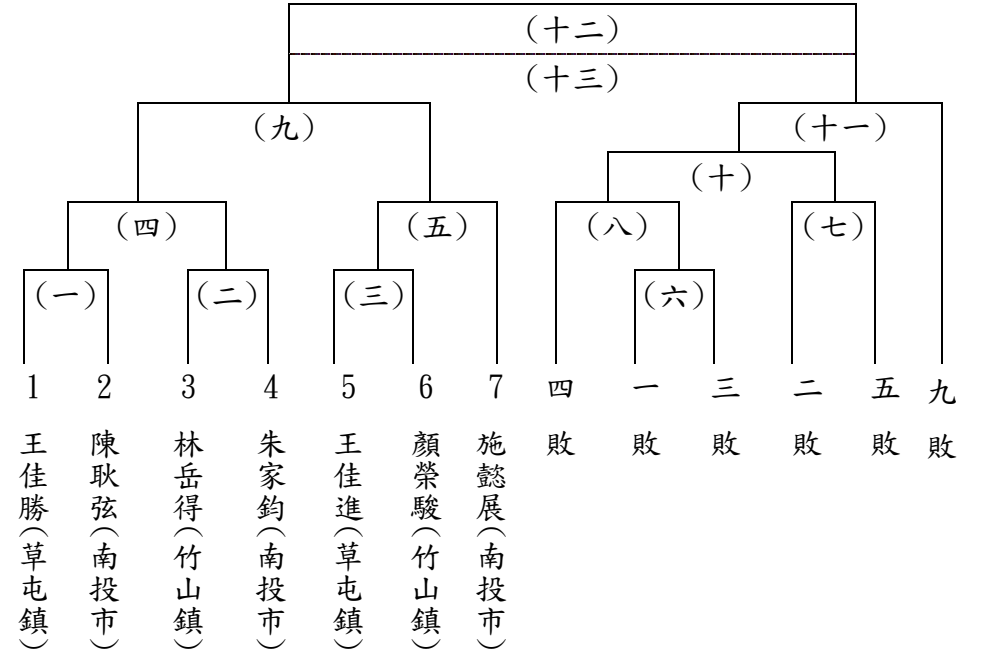 （十二）
（十三）
（九）
（十一）
（十）
（四）
（五）
（八）
（七）
（一）
（二）
（三）
（六）
1
2
3
4
5
6
7
四敗
一敗
三敗
二敗
五敗
九敗
王佳勝（草屯鎮）
陳耿弦（南投市）
林岳得（竹山鎮）
朱家鈞（南投市）
王佳進（草屯鎮）
顏榮駿（竹山鎮）
施懿展（南投市）